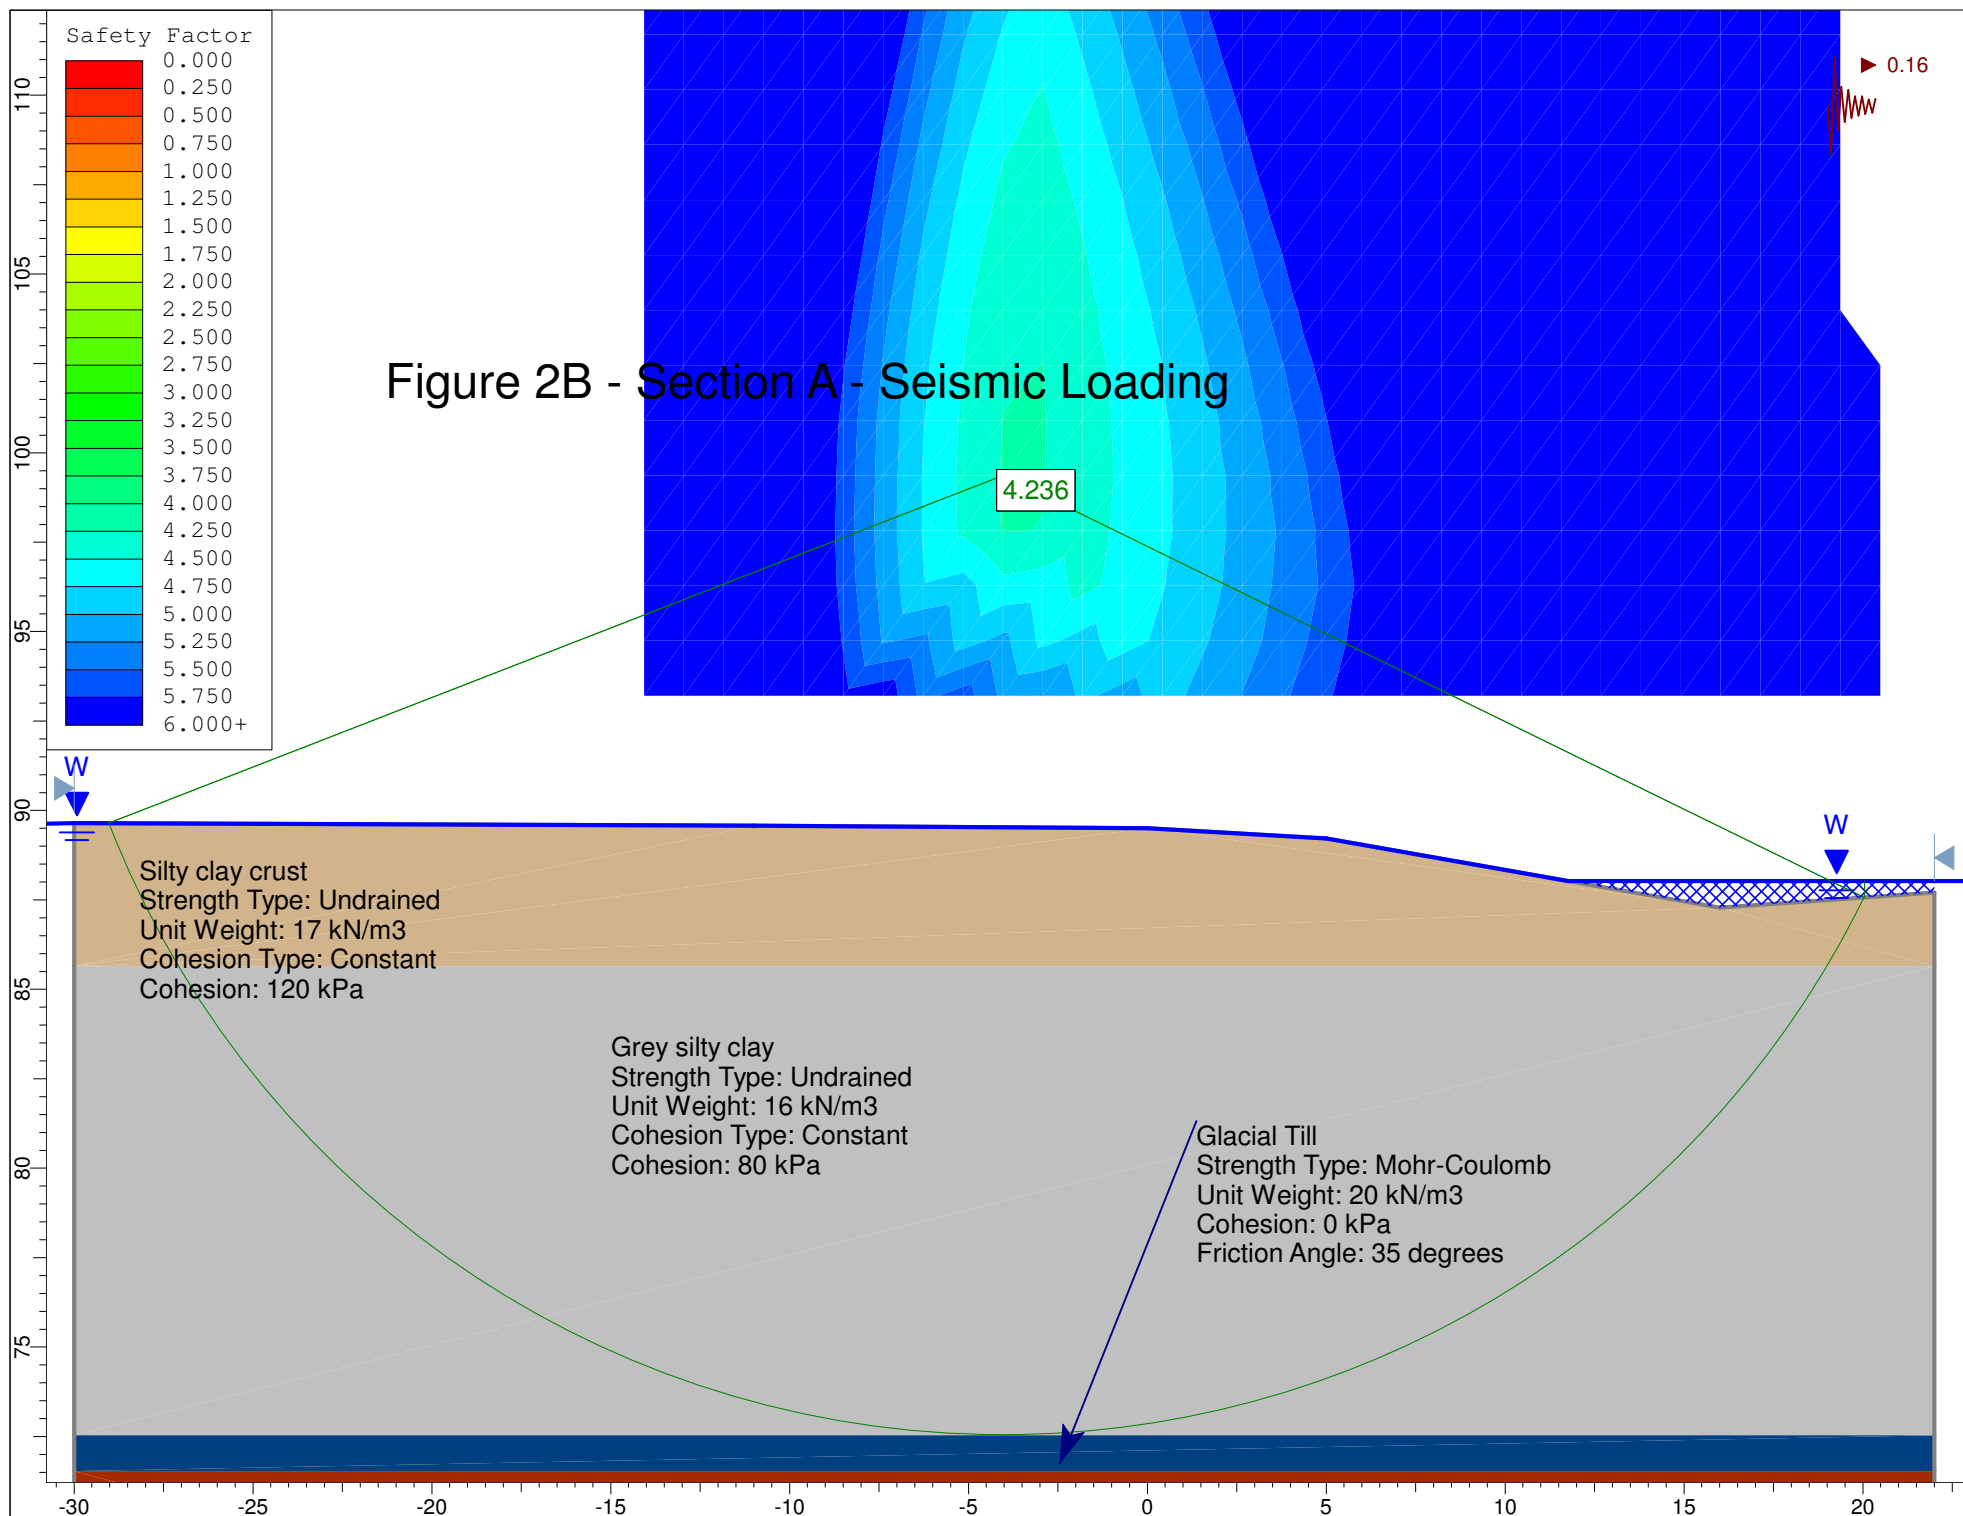 Safety Factor
0.000
0.250
0.500
0.750
1.000
1.250
1.500
1.750
2.000
2.250
2.500
2.750
3.000
3.250
3.500
3.750
4.000
4.250
4.500
4.750
5.000
5.250
5.500
5.750
6.000+
0.16
Figure 2B - Section A - Seismic Loading
4.236
W
W
Silty clay crust
Strength Type: Undrained
Unit Weight: 17 kN/m3
Cohesion Type: Constant
Cohesion: 120 kPa
Grey silty clay
Strength Type: Undrained
Unit Weight: 16 kN/m3
Cohesion Type: Constant
Cohesion: 80 kPa
Glacial Till
Strength Type: Mohr-Coulomb
Unit Weight: 20 kN/m3
Cohesion: 0 kPa
Friction Angle: 35 degrees
110
105
100
95
90
85
80
75
-30 -25 -20 -15 -10 -5 0 5 10 15 20